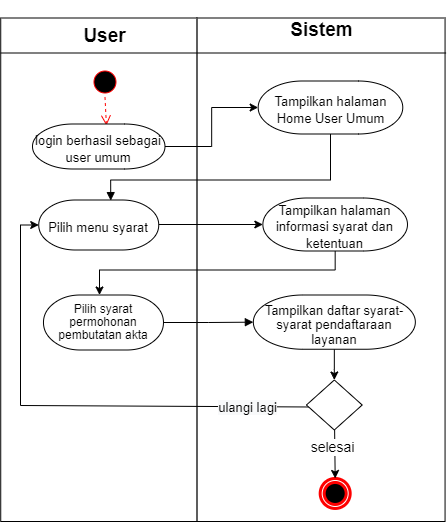 User
Sistem
login berhasil sebagai
user umum
Tampilkan halaman
Home User Umum
Pilih menu syarat
Tampilkan halaman
informasi syarat dan
ketentuan
Pilih syarat
permohonan
pembutatan akta
Tampilkan daftar syarat-
syarat pendaftaraan
layanan
ulangi lagi
selesai